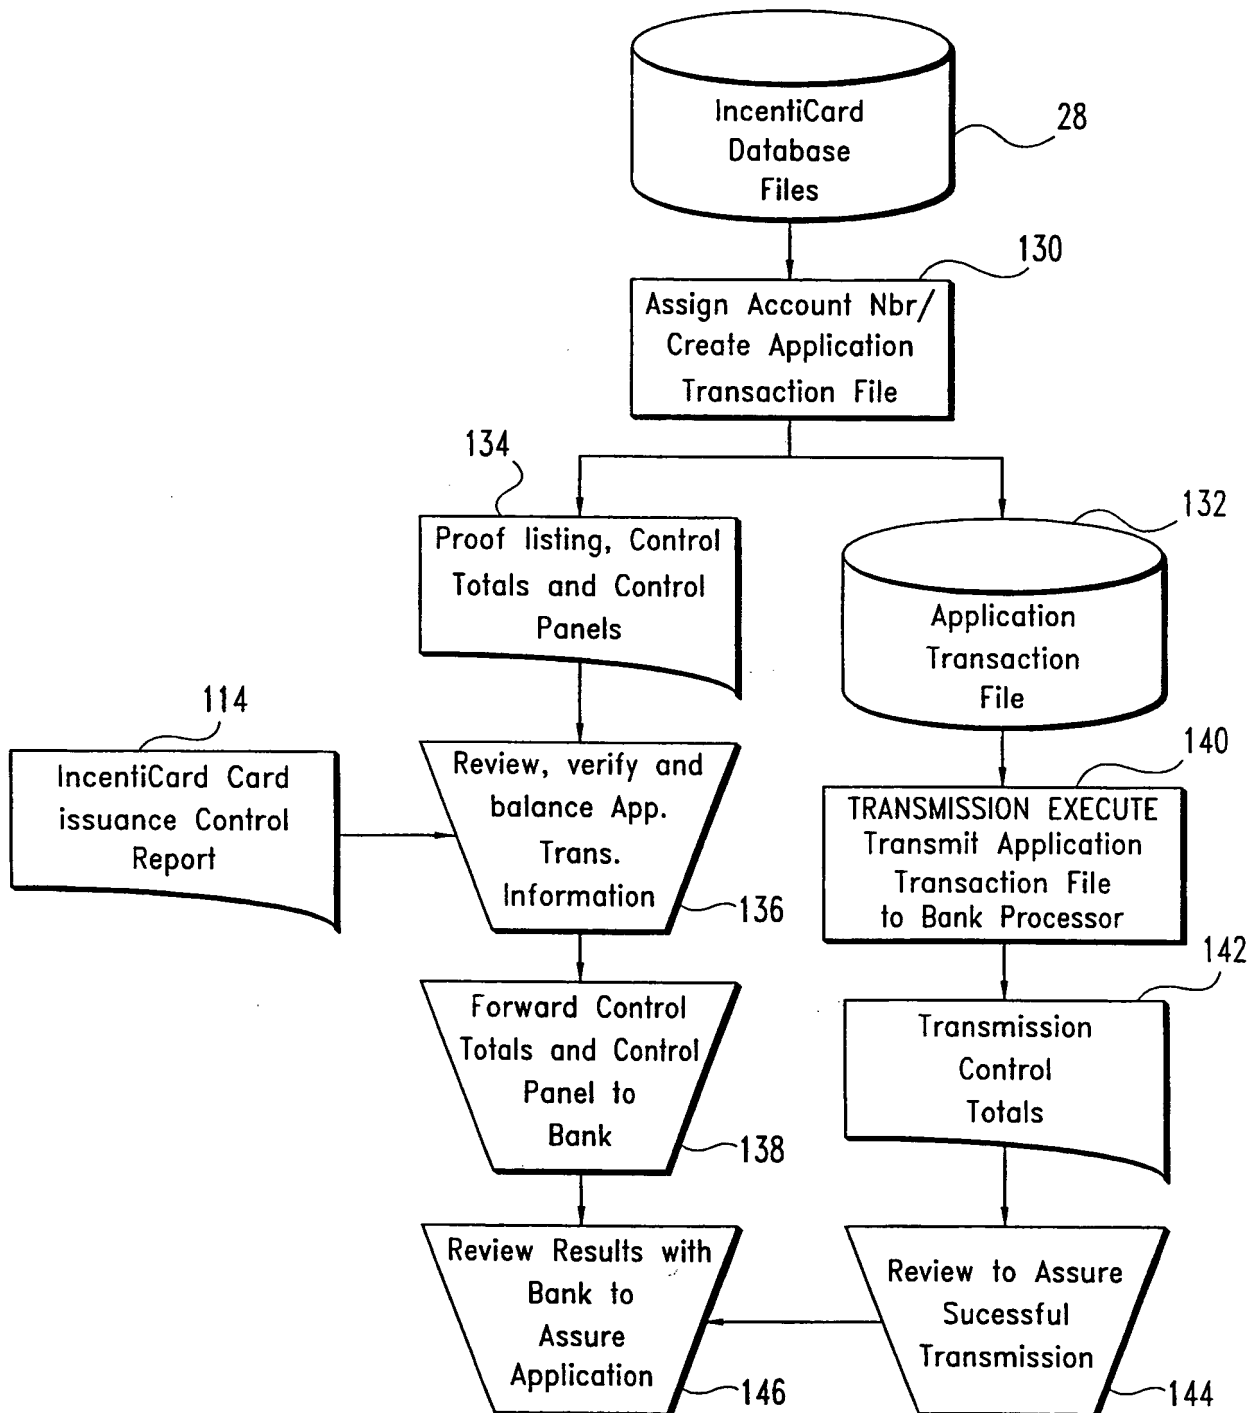 IncentiCard
Database
Files
28
130
Assign Account Nbr/
Create Application
Transaction File
134
Proof listing, Control
Totals and Control
Panels
132
Application
Transaction
File
114
IncentiCard Card
issuance Control
Report
Review, verify and
balance App.
Trans.
Information
136
140
TRANSMISSION EXECUTE
Transmit Application
Transaction File
to Bank Processor
Forward Control
Totals and Control
Panel to
Bank
138
142
Transmission
Control
Totals
Review Results with
Bank to
Assure
Application
146
Review to Assure
Sucessful
Transmission
144